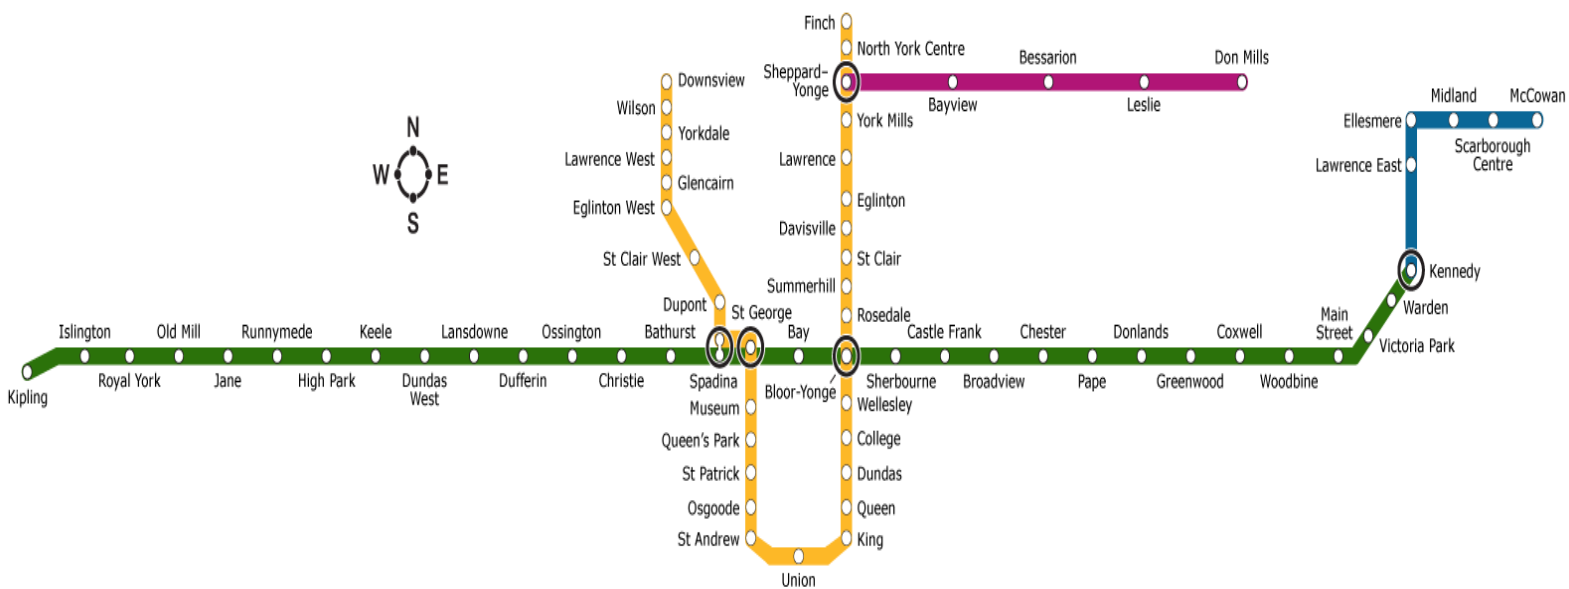 Finch
North York Centre
Sheppard–
Yonge
Bessarion
Don Mills
Bayview
Leslie
Downsview
Wilson
Yorkdale
Lawrence West
Glencairn
Eglinton West
St Clair West
Dupont
St George
York Mills
Lawrence
Eglinton
Davisville
St Clair
Summerhill
Rosedale
Midland
McCowan
Ellesmere
Scarborough
Centre
Lawrence East
Kennedy
Warden
Victoria Park
N
W
E
S
Islington
Old Mill
Runnymede
Keele
Lansdowne
Ossington
Bathurst
Bay
Castle Frank
Chester
Donlands
Coxwell
Main
Street
Kipling
Royal York
Jane
High Park
Dundas
West
Dufferin
Christie
Spadina
Bloor-Yonge
Sherbourne
Broadview
Pape
Greenwood
Woodbine
Museum
Queen's Park
St Patrick
Osgoode
St Andrew
Union
Wellesley
College
Dundas
Queen
King